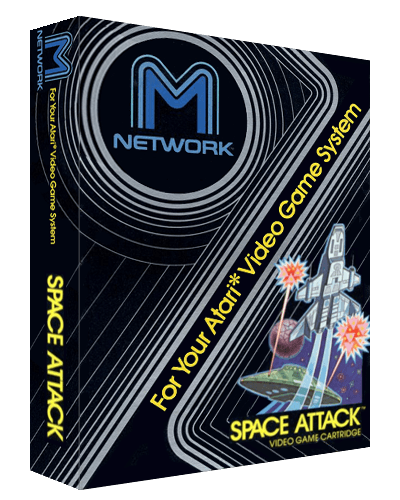 M
NETWORK
For Your Atari* Video Game System
SPACE ATTACK
M
NETWORK
For Your Atari* Video Game System
SPACE ATTACK™
VIDEO GAME CARTRIDGE